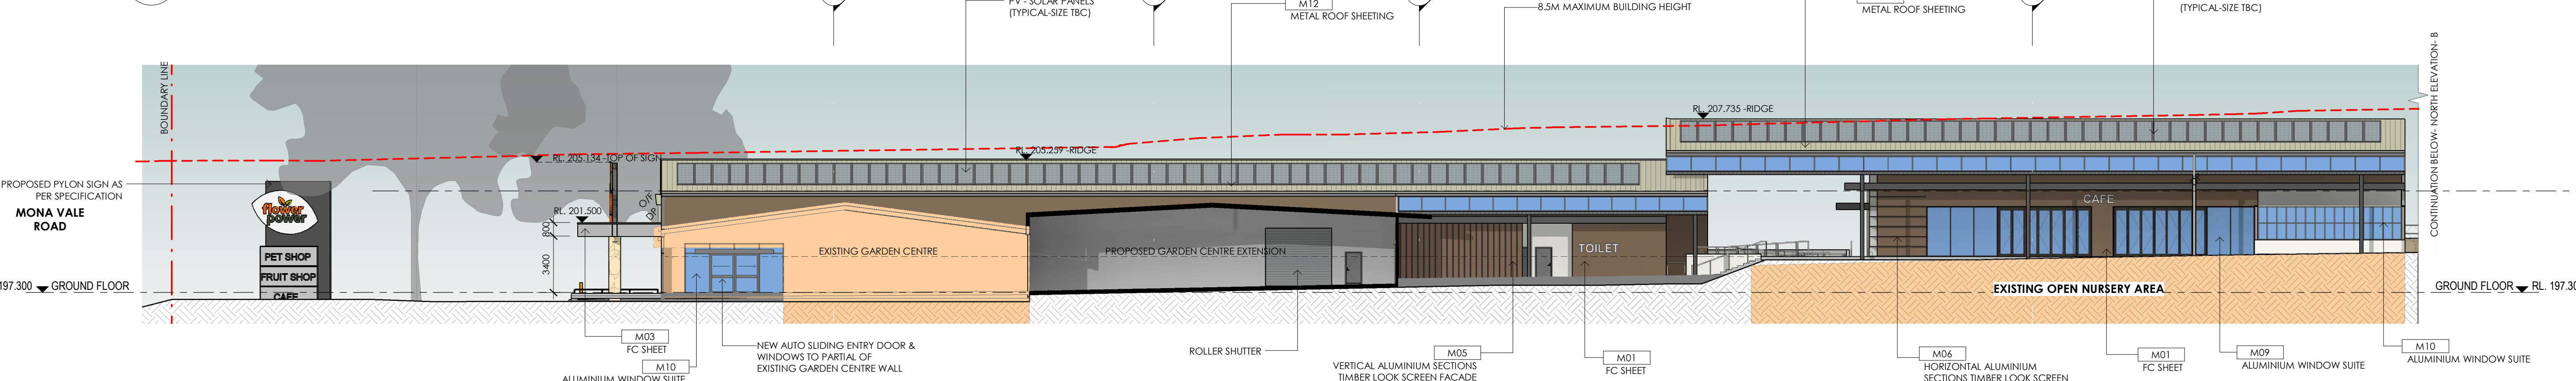 PV - SOLAR PANELS
(TYPICAL-SIZE TBC)
M12
METAL ROOF SHEETING
8.5M MAXIMUM BUILDING HEIGHT
METAL ROOF SHEETING
(TYPICAL-SIZE TBC)
BOUNDARY LINE
CONTINUATION BELOW- NORTH ELEVATION- B
RL. 207.735 -RIDGE
RL. 205.134 -TOP OF SIGN
RL. 205.259 -RIDGE
PROPOSED PYLON SIGN AS
PER SPECIFICATION
MONA VALE
ROAD
flower
power
PET SHOP
FRUIT SHOP
CAFE
RL. 201.500
O/F
DP
800
3400
EXISTING GARDEN CENTRE
PROPOSED GARDEN CENTRE EXTENSION
TOILET
CAFE
DP
197.300 GROUND FLOOR
EXISTING OPEN NURSERY AREA
GROUND FLOOR RL. 197.30
M03
FC SHEET
M10
ALUMINIUM WINDOW SUITE
NEW AUTO SLIDING ENTRY DOOR &
WINDOWS TO PARTIAL OF
EXISTING GARDEN CENTRE WALL
ROLLER SHUTTER
M05
VERTICAL ALUMINIUM SECTIONS
TIMBER LOOK SCREEN FACADE
M01
FC SHEET
M06
HORIZONTAL ALUMINIUM
SECTIONS TIMBER LOOK SCREEN
M01
FC SHEET
M09
ALUMINIUM WINDOW SUITE
M10
ALUMINIUM WINDOW SUITE